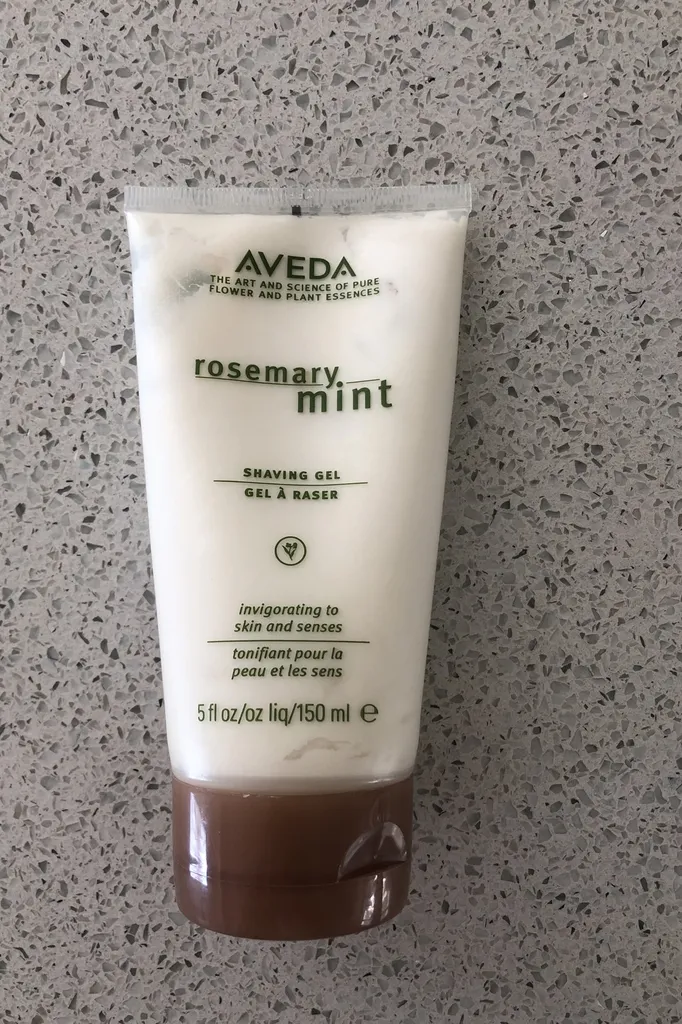 AVEDA
THE ART AND SCIENCE OF PURE
FLOWER AND PLANT ESSENCES
rosemary
mint
SHAVING GEL
GEL À RASER
invigorating to
skin and senses
tonifiant pour la
peau et les sens
5 fl oz/oz liq/150 ml ℮